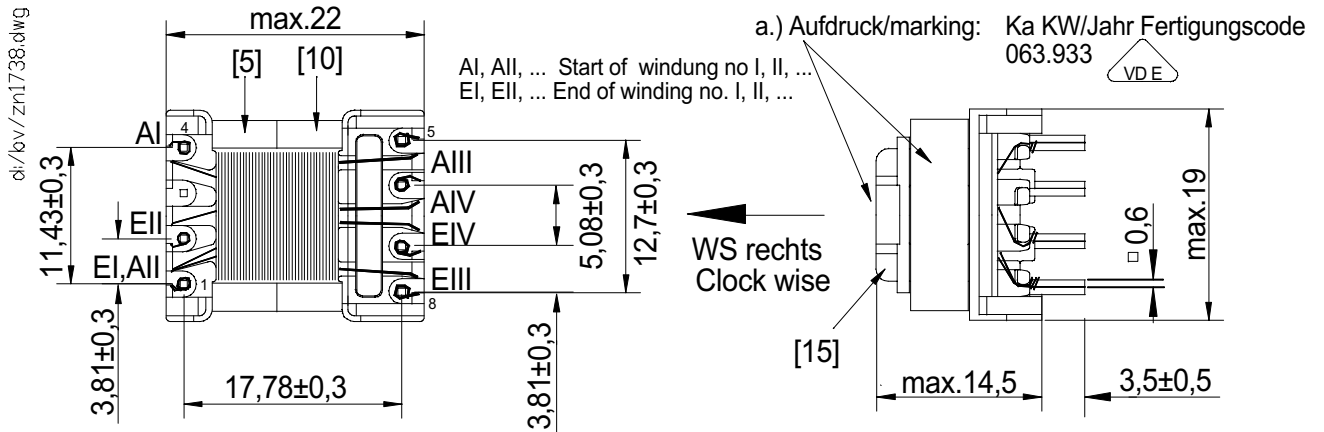 di/bv/zn1738.dwg
max.22
[5]
[10]
AI, AII, ... Start of windung no I, II, ...
EI, EII, ... End of winding no. I, II, ...
a.) Aufdruck/marking: Ka KW/Jahr Fertigungscode
063.933
VD E
AI
4
5
AIII
AIV
EII
EIV
EI,AII
1
EIII
8
11,43±0,3
3,81±0,3
17,78±0,3
5,08±0,3
12,7±0,3
3,81±0,3
WS rechts
Clock wise
[15]
max.14,5
3,5±0,5
□ 0,6
max.19